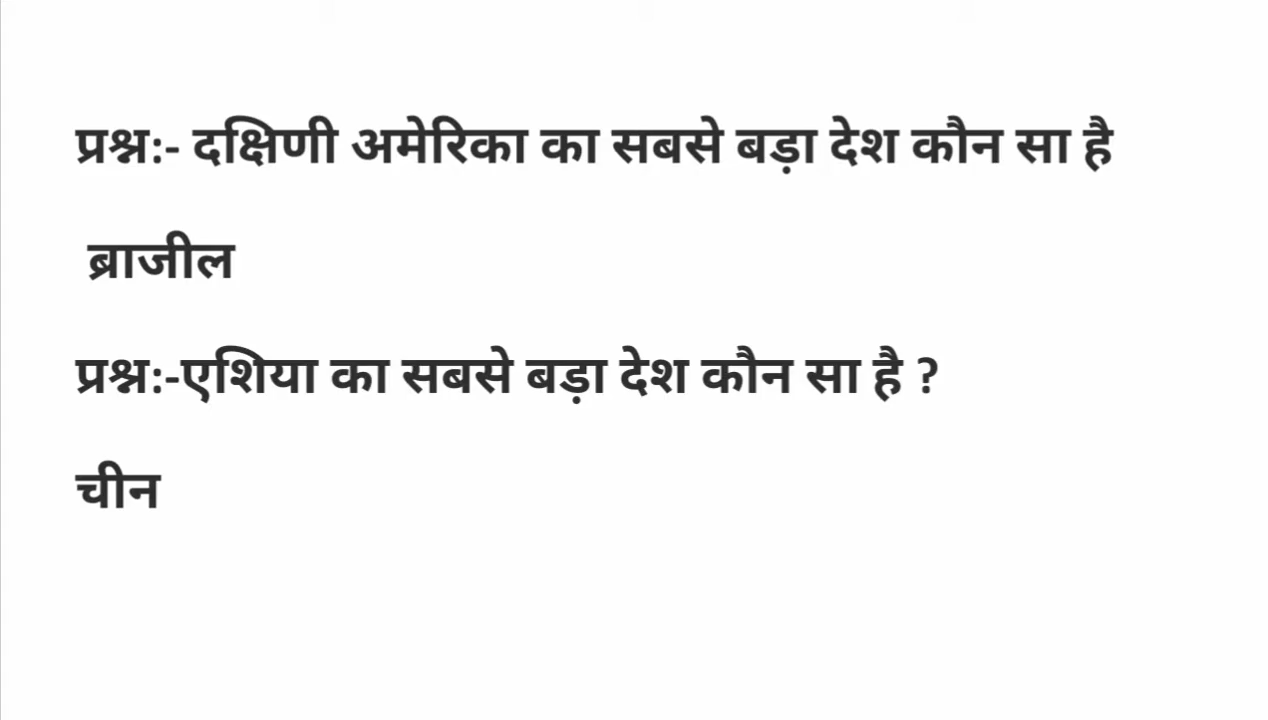 प्रश्न:- दक्षिणी अमेरिका का सबसे बड़ा देश कौन सा है
ब्राजील
प्रश्न:-एशिया का सबसे बड़ा देश कौन सा है ?
चीन